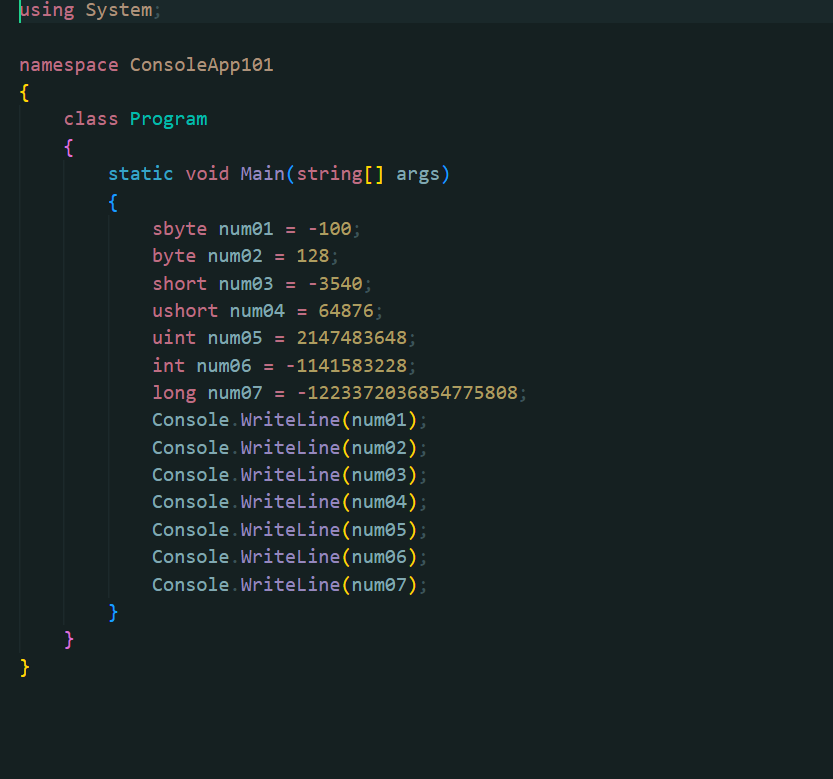 using System;

namespace ConsoleApp101
{
    class Program
    {
        static void Main(string[] args)
        {
            sbyte num01 = -100;
            byte num02 = 128;
            short num03 = -3540;
            ushort num04 = 64876;
            uint num05 = 2147483648;
            int num06 = -1141583228;
            long num07 = -1223372036854775808;
            Console.WriteLine(num01);
            Console.WriteLine(num02);
            Console.WriteLine(num03);
            Console.WriteLine(num04);
            Console.WriteLine(num05);
            Console.WriteLine(num06);
            Console.WriteLine(num07);
        }
    }
}